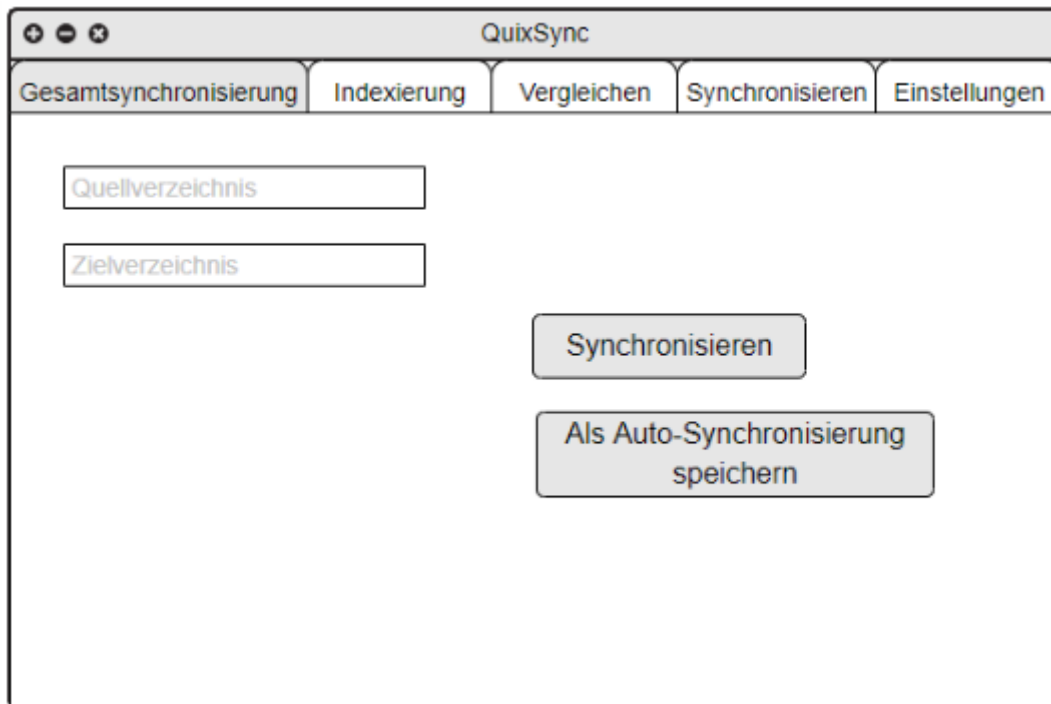 QuixSync
Gesamtsynchronisierung Indexierung Vergleichen Synchronisieren Einstellungen
Quellverzeichnis
Zielverzeichnis
Synchronisieren
Als Auto-Synchronisierung
speichern